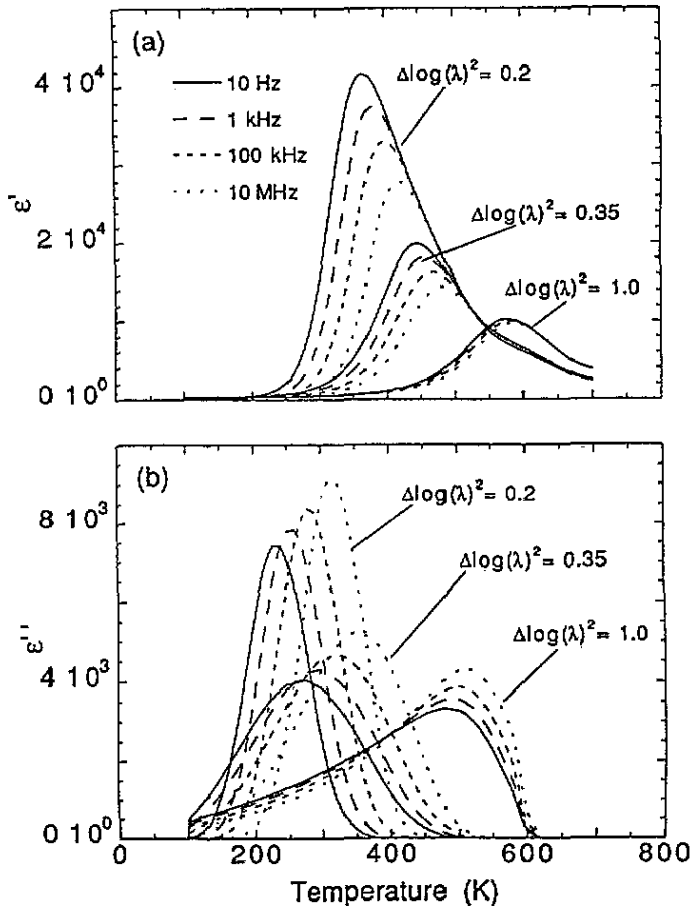 (a)
10 Hz
1 kHz
100 kHz
10 MHz
Δlog(λ)²= 0.2
Δlog(λ)²= 0.35
Δlog(λ)²= 1.0
4 10⁴
2 10⁴
0 10⁰
ε'
(b)
Δlog(λ)²= 0.2
Δlog(λ)²= 0.35
Δlog(λ)²= 1.0
8 10³
4 10³
0 10⁰
ε''
0 200 400 600 800
Temperature (K)